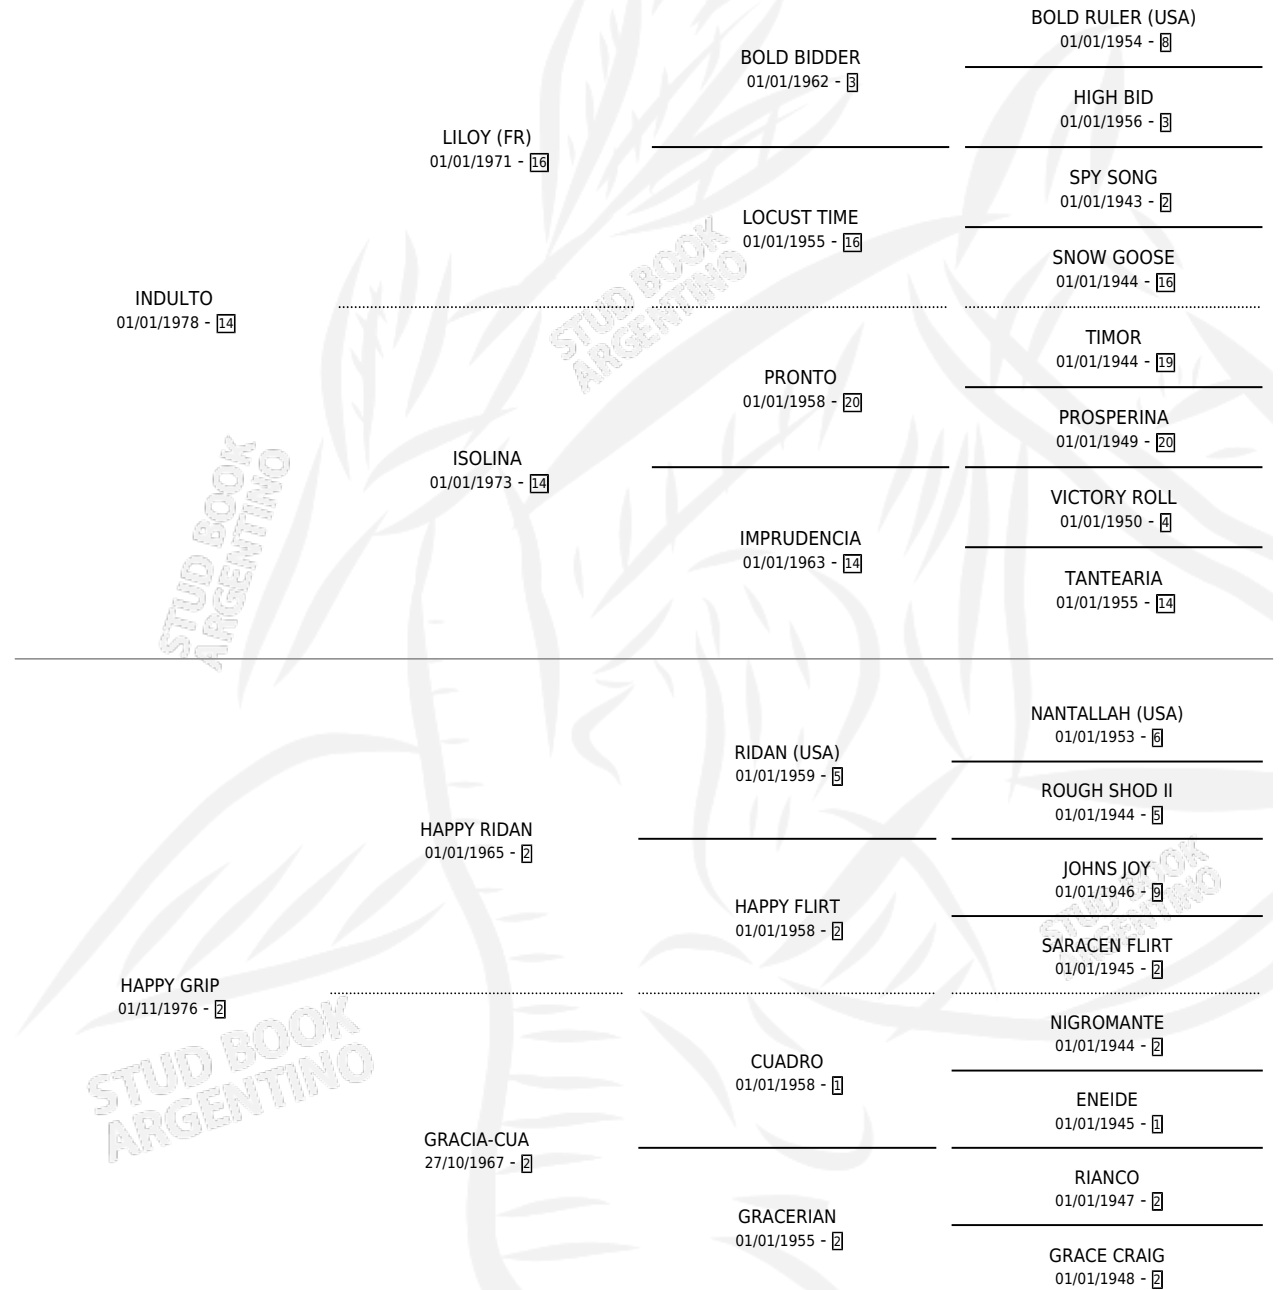 BOLD RULER (USA)
01/01/1954 - 8
BOLD BIDDER
01/01/1962 - 3
HIGH BID
01/01/1956 - 3
LILOY (FR)
01/01/1971 - 16
SPY SONG
01/01/1943 - 2
LOCUST TIME
01/01/1955 - 16
SNOW GOOSE
01/01/1944 - 16
INDULTO
01/01/1978 - 14
STUD BOOK
ARGENTINO
TIMOR
01/01/1944 - 19
PRONTO
01/01/1958 - 20
PROSPERINA
01/01/1949 - 20
ISOLINA
01/01/1973 - 14
VICTORY ROLL
01/01/1950 - 4
IMPRUDENCIA
01/01/1963 - 14
TANTEARIA
01/01/1955 - 14
STUD BOOK
ARGENTINO
NANTALLAH (USA)
01/01/1953 - 6
RIDAN (USA)
01/01/1959 - 5
ROUGH SHOD II
01/01/1944 - 5
HAPPY RIDAN
01/01/1965 - 2
JOHNS JOY
01/01/1946 - 9
HAPPY FLIRT
01/01/1958 - 2
STUD BOOK
ARGENTINO
SARACEN FLIRT
01/01/1945 - 2
HAPPY GRIP
01/11/1976 - 2
NIGROMANTE
01/01/1944 - 2
STUD BOOK
ARGENTINO
CUADRO
01/01/1958 - 1
ENEIDE
01/01/1945 - 1
GRACIA-CUA
27/10/1967 - 2
RIANCO
01/01/1947 - 2
GRACERIAN
01/01/1955 - 2
GRACE CRAIG
01/01/1948 - 2